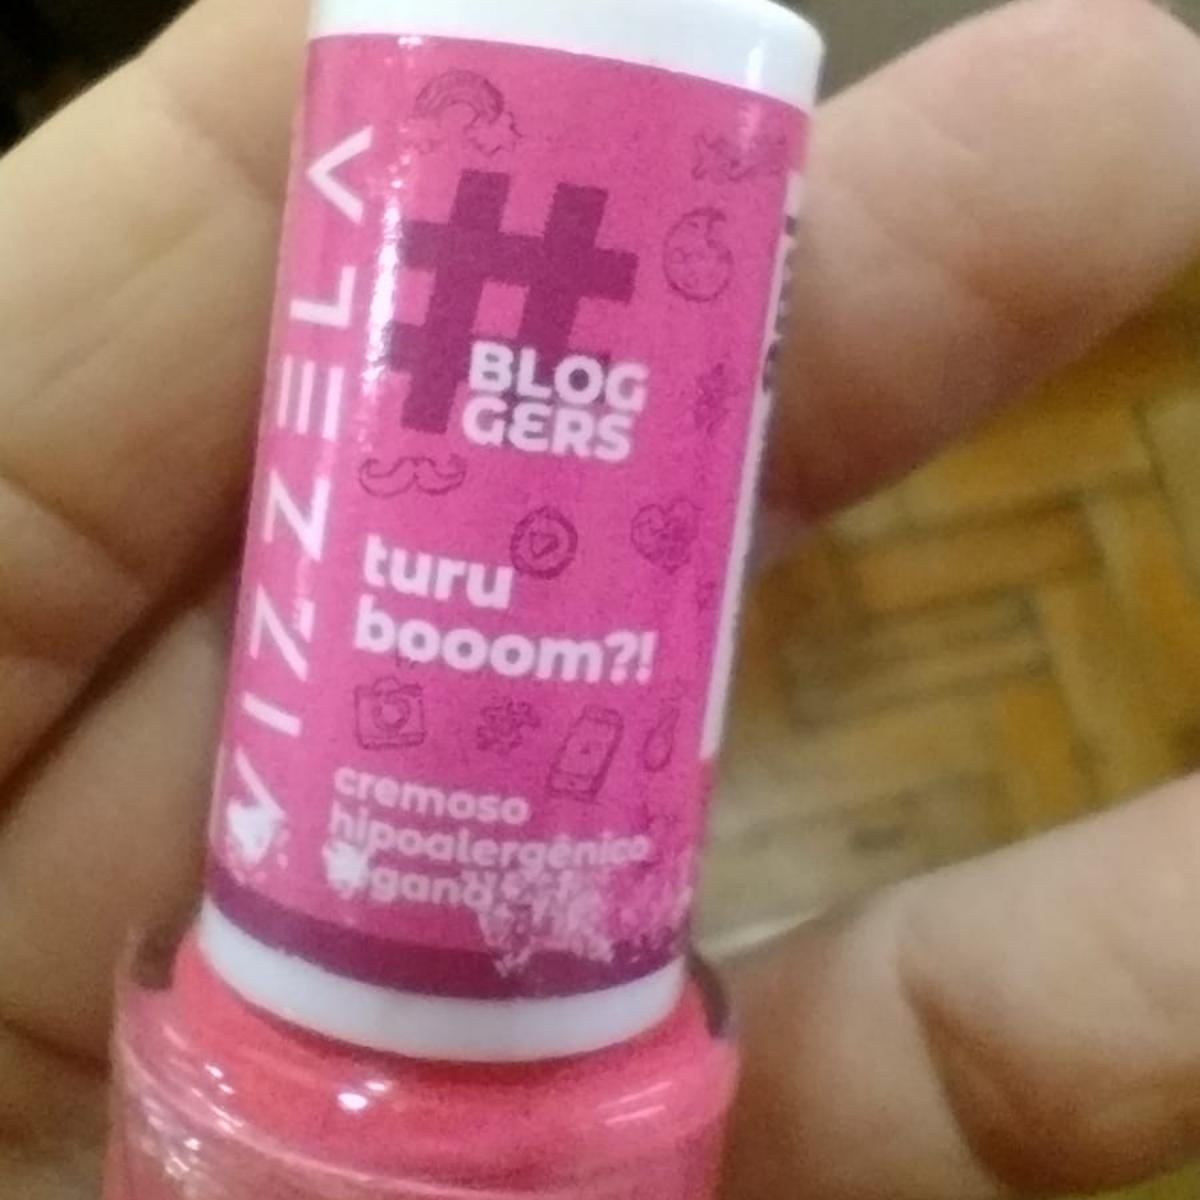 VIZZELA
#
BLOG
GERS
turu
booom?!
cremoso
hipoalergênico